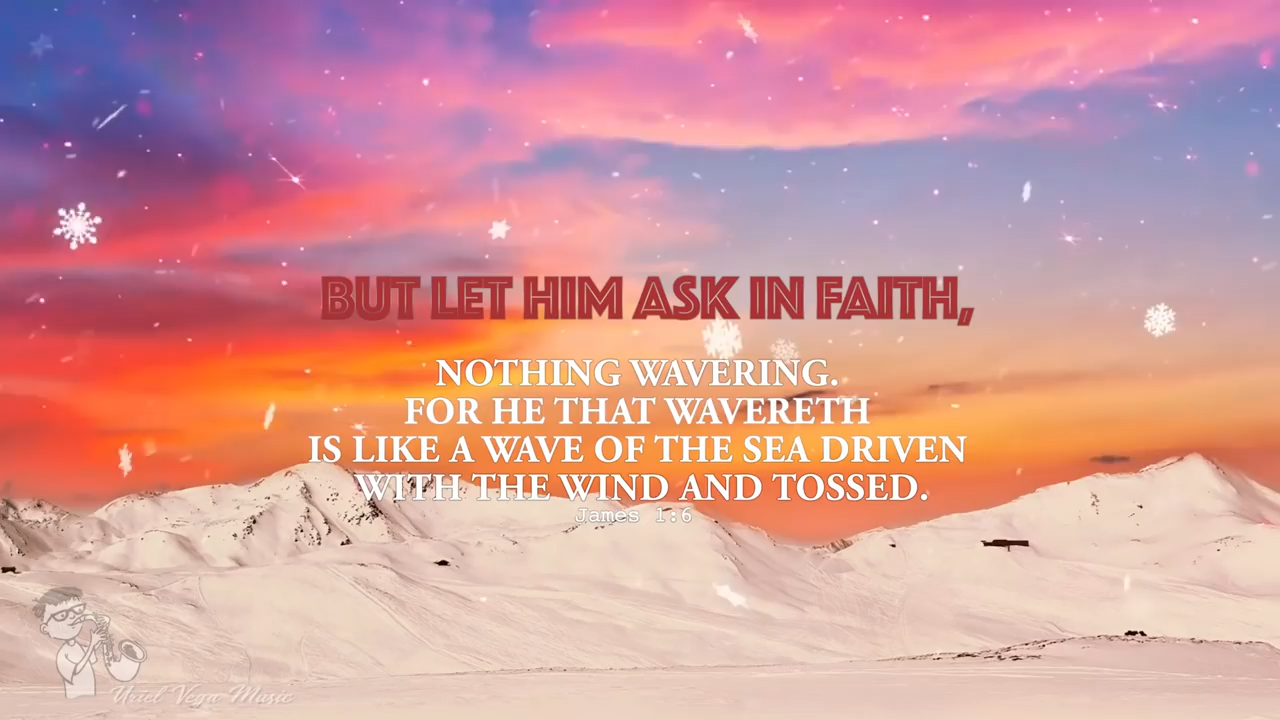 BUT LET HIM ASK IN FAITH,
NOTHING WAVERING.
FOR HE THAT WAVERETH
IS LIKE A WAVE OF THE SEA DRIVEN
WITH THE WIND AND TOSSED.
James 1:6
Uriel Vega Music